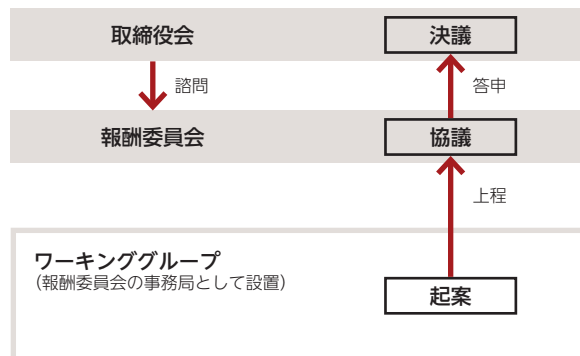 取締役会
決議
諮問
答申
報酬委員会
協議
上程
ワーキンググループ
(報酬委員会の事務局として設置)
起案